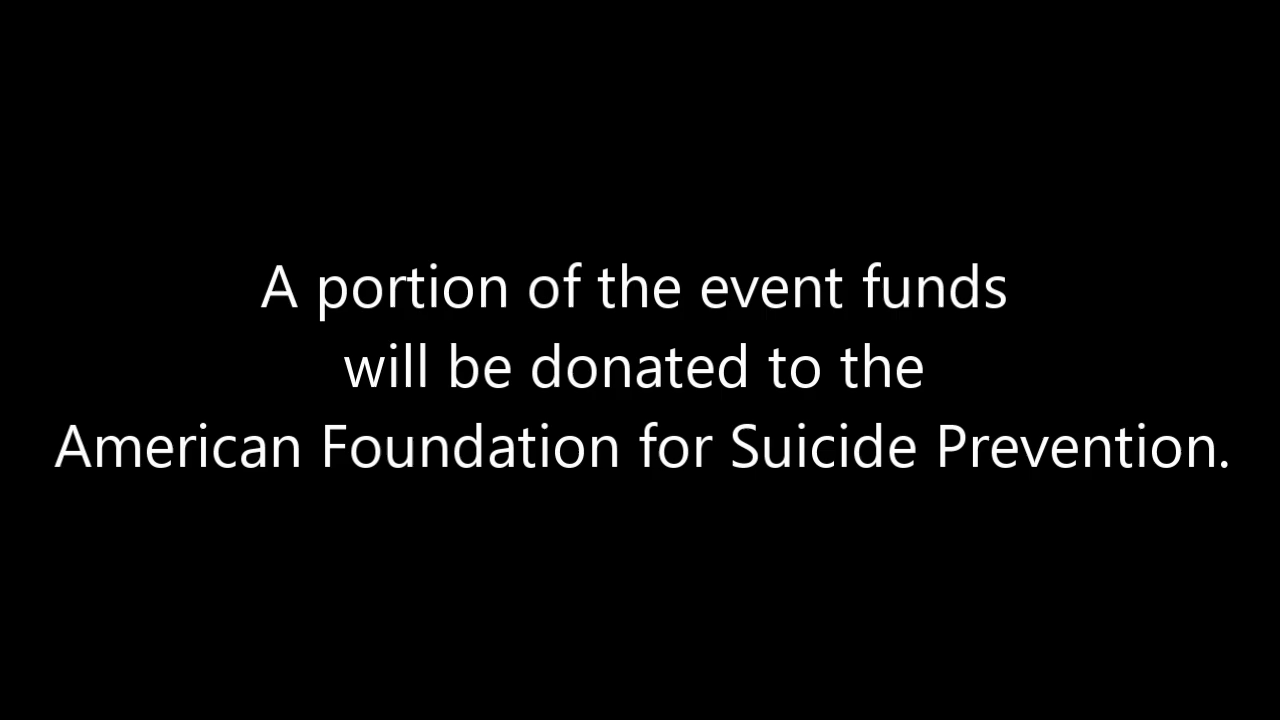 A portion of the event funds
will be donated to the
American Foundation for Suicide Prevention.